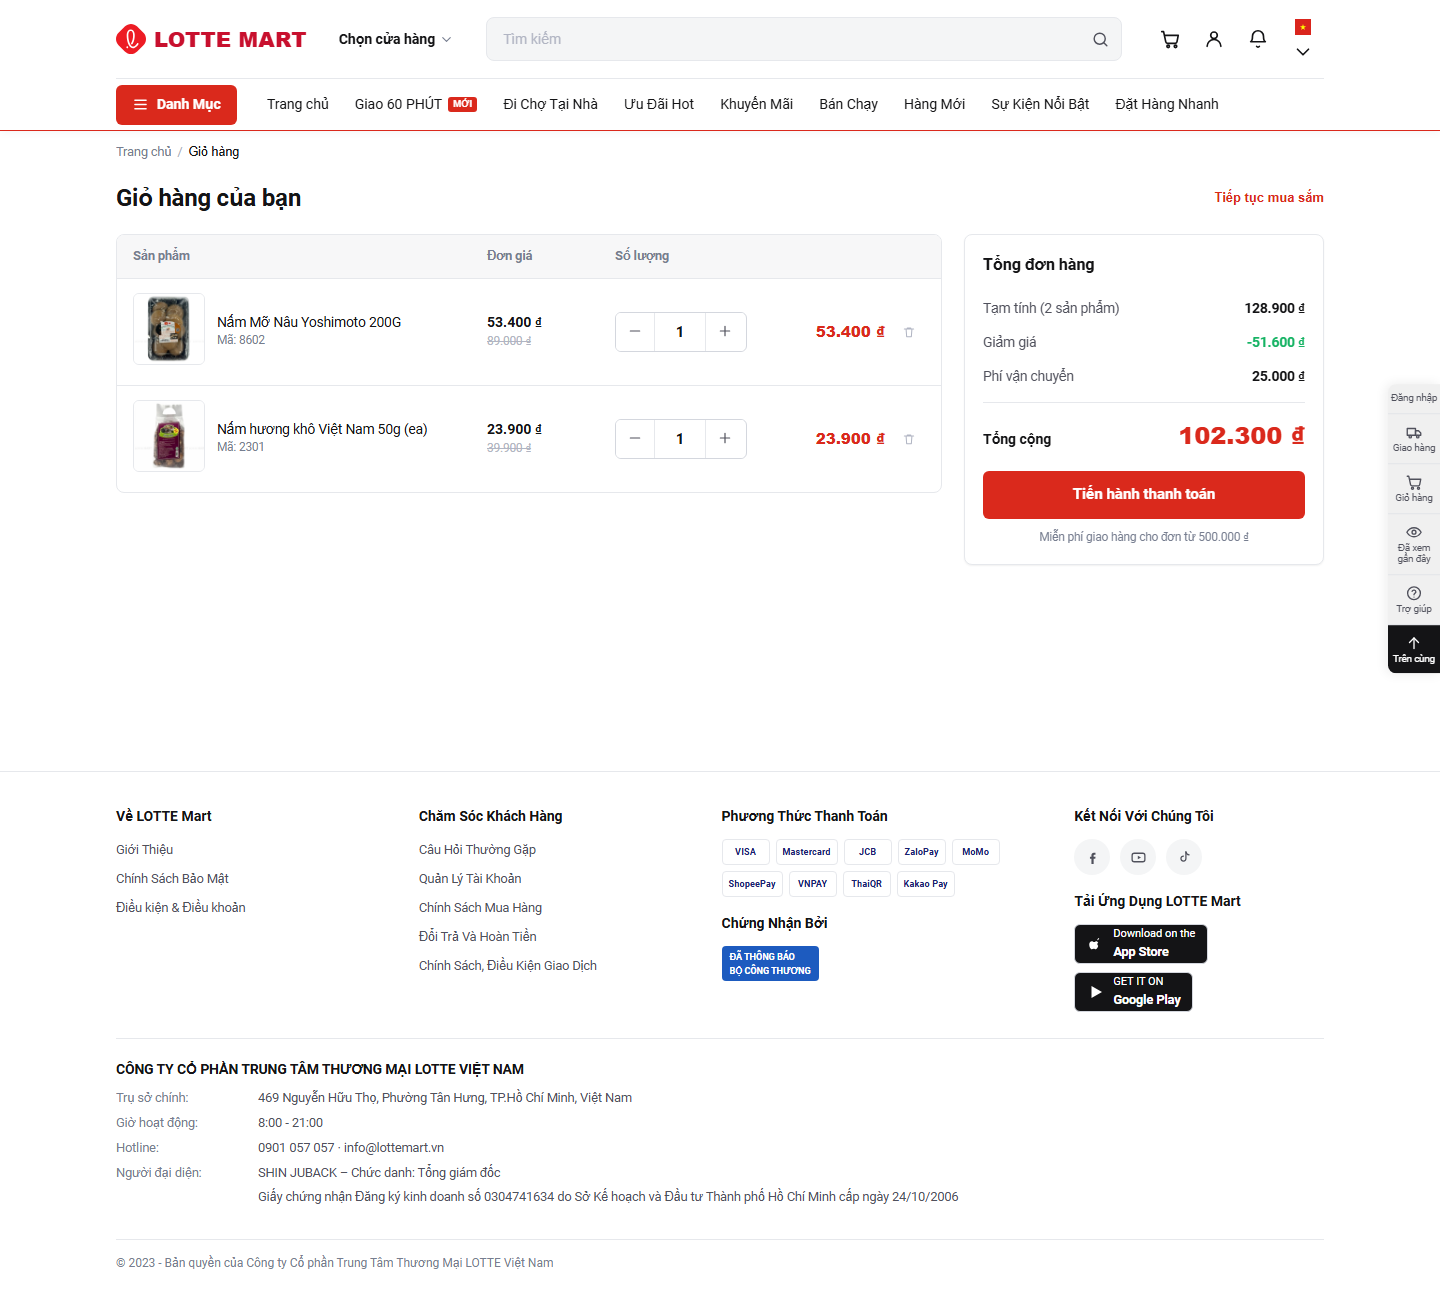 LOTTE MART
Chọn cửa hàng
Tìm kiếm
Danh Mục
Trang chủ
Giao 60 PHÚT MỚI
Đi Chợ Tại Nhà
Ưu Đãi Hot
Khuyến Mãi
Bán Chạy
Hàng Mới
Sự Kiện Nổi Bật
Đặt Hàng Nhanh
Trang chủ / Giỏ hàng
Giỏ hàng của bạn
Tiếp tục mua sắm
Sản phẩm Đơn giá Số lượng
Nấm Mỡ Nâu Yoshimoto 200G
Mã: 8602
53.400 ₫
89.000 ₫
1
53.400 ₫
Nấm hương khô Việt Nam 50g (ea)
Mã: 2301
23.900 ₫
39.900 ₫
1
23.900 ₫
Tổng đơn hàng
Tạm tính (2 sản phẩm) 128.900 ₫
Giảm giá -51.600 ₫
Phí vận chuyển 25.000 ₫
Tổng cộng 102.300 ₫
Tiến hành thanh toán
Miễn phí giao hàng cho đơn từ 500.000 ₫
Đăng nhập
Giao hàng
Giỏ hàng
Đã xem
gần đây
Trợ giúp
Trên cùng
Về LOTTE Mart
Giới Thiệu
Chính Sách Bảo Mật
Điều kiện & Điều khoản
Chăm Sóc Khách Hàng
Câu Hỏi Thường Gặp
Quản Lý Tài Khoản
Chính Sách Mua Hàng
Đổi Trả Và Hoàn Tiền
Chính Sách, Điều Kiện Giao Dịch
Phương Thức Thanh Toán
VISA Mastercard JCB ZaloPay MoMo
ShopeePay VNPAY ThaiQR Kakao Pay
Chứng Nhận Bởi
ĐÃ THÔNG BÁO
BỘ CÔNG THƯƠNG
Kết Nối Với Chúng Tôi
Tải Ứng Dụng LOTTE Mart
Download on the
App Store
GET IT ON
Google Play
CÔNG TY CỔ PHẦN TRUNG TÂM THƯƠNG MẠI LOTTE VIỆT NAM
Trụ sở chính: 469 Nguyễn Hữu Thọ, Phường Tân Hưng, TP.Hồ Chí Minh, Việt Nam
Giờ hoạt động: 8:00 - 21:00
Hotline: 0901 057 057 · info@lottemart.vn
Người đại diện: SHIN JUBACK – Chức danh: Tổng giám đốc
Giấy chứng nhận Đăng ký kinh doanh số 0304741634 do Sở Kế hoạch và Đầu tư Thành phố Hồ Chí Minh cấp ngày 24/10/2006
© 2023 - Bản quyền của Công ty Cổ phần Trung Tâm Thương Mại LOTTE Việt Nam